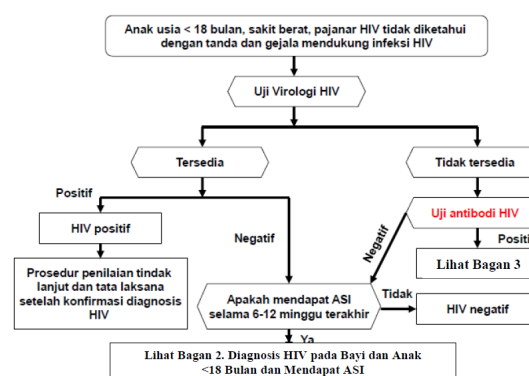 Anak usia < 18 bulan, sakit berat, pajanar HIV tidak diketahui
dengan tanda dan gejala mendukung infeksi HIV
Uji Virologi HIV
Tersedia
Tidak tersedia
Positif
HIV positif
Prosedur penilaian tindak
lanjut dan tata laksana
setelah konfirmasi diagnosis
HIV
Negatif
Uji antibodi HIV
Negatif
Positi
Lihat Bagan 3
Apakah mendapat ASI
selama 6-12 minggu terakhir
Tidak
HIV negatif
Ya
Lihat Bagan 2. Diagnosis HIV pada Bayi dan Anak
<18 Bulan dan Mendapat ASI